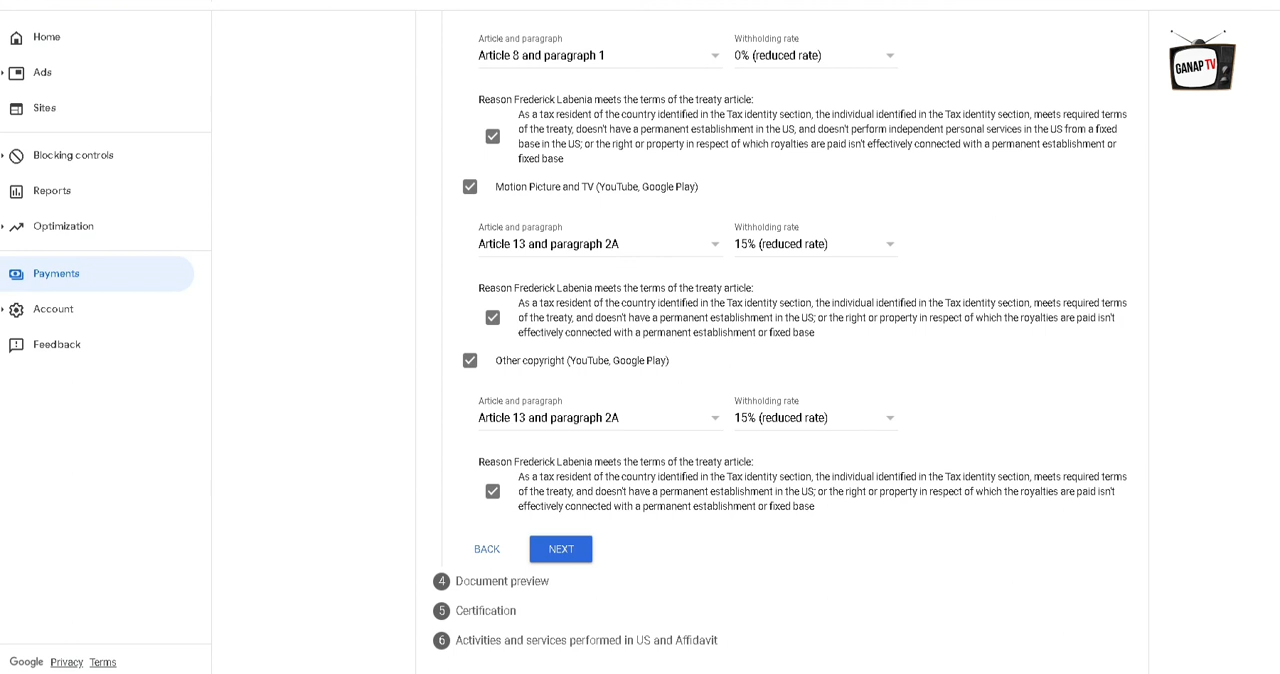 Home
Ads
Sites
Blocking controls
Reports
Optimization
Payments
Account
Feedback
Google Privacy Terms
Article and paragraph Withholding rate
Article 8 and paragraph 1 0% (reduced rate)
Reason Frederick Labenia meets the terms of the treaty article:
As a tax resident of the country identified in the Tax identity section, the individual identified in the Tax identity section, meets required terms
of the treaty, doesn't have a permanent establishment in the US, and doesn't perform independent personal services in the US from a fixed
base in the US; or the right or property in respect of which royalties are paid isn't effectively connected with a permanent establishment or
fixed base
Motion Picture and TV (YouTube, Google Play)
Article and paragraph Withholding rate
Article 13 and paragraph 2A 15% (reduced rate)
Reason Frederick Labenia meets the terms of the treaty article:
As a tax resident of the country identified in the Tax identity section, the individual identified in the Tax identity section, meets required terms
of the treaty, and doesn't have a permanent establishment in the US; or the right or property in respect of which the royalties are paid isn't
effectively connected with a permanent establishment or fixed base
Other copyright (YouTube, Google Play)
Article and paragraph Withholding rate
Article 13 and paragraph 2A 15% (reduced rate)
Reason Frederick Labenia meets the terms of the treaty article:
As a tax resident of the country identified in the Tax identity section, the individual identified in the Tax identity section, meets required terms
of the treaty, and doesn't have a permanent establishment in the US; or the right or property in respect of which the royalties are paid isn't
effectively connected with a permanent establishment or fixed base
BACK NEXT
4 Document preview
5 Certification
6 Activities and services performed in US and Affidavit
GANAP TV